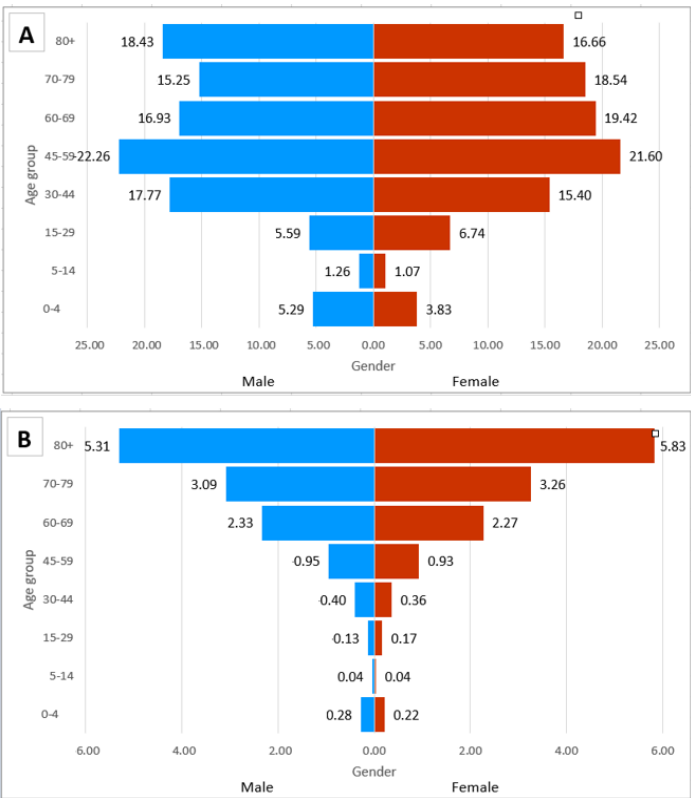 A
80+ 18.43 16.66
70-79 15.25 18.54
60-69 16.93 19.42
45-59 -22.26 21.60
30-44 17.77 15.40
15-29 5.59 6.74
5-14 1.26 1.07
0-4 5.29 3.83
Age group
25.00 20.00 15.00 10.00 5.00 0.00 5.00 10.00 15.00 20.00 25.00
Gender
Male Female
B
80+ 5.31 5.83
70-79 3.09 3.26
60-69 2.33 2.27
45-59 0.95 0.93
30-44 0.40 0.36
15-29 0.13 0.17
5-14 0.04 0.04
0-4 0.28 0.22
Age group
6.00 4.00 2.00 0.00 2.00 4.00 6.00
Gender
Male Female